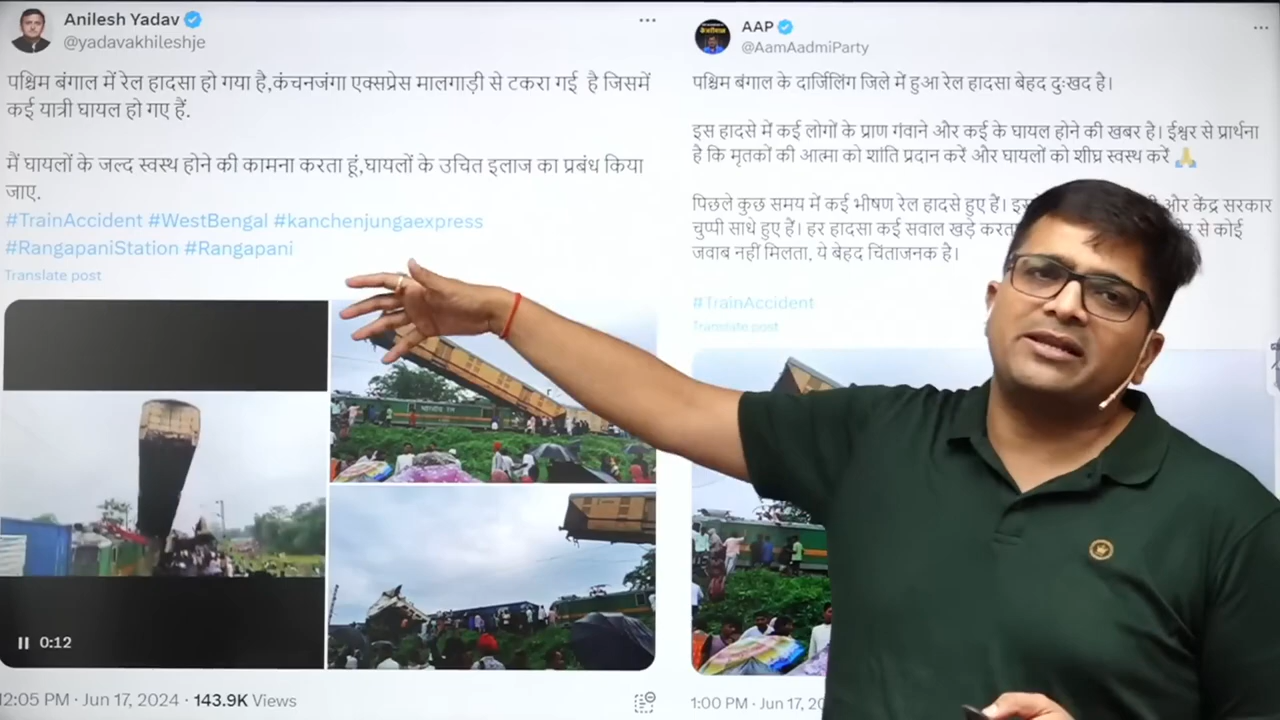 Anilesh Yadav
@yadavakhileshje
पश्चिम बंगाल में रेल हादसा हो गया है,कंचनजंगा एक्सप्रेस मालगाड़ी से टकरा गई है जिसमें
कई यात्री घायल हो गए हैं.
मैं घायलों के जल्द स्वस्थ होने की कामना करता हूं,घायलों के उचित इलाज का प्रबंध किया
जाए.
#TrainAccident #WestBengal #kanchenjungaexpress
#RangapaniStation #Rangapani
Translate post
0:12
12:05 PM · Jun 17, 2024 · 143.9K Views
AAP
@AamAadmiParty
पश्चिम बंगाल के दार्जिलिंग जिले में हुआ रेल हादसा बेहद दुःखद है।
इस हादसे में कई लोगों के प्राण गंवाने और कई के घायल होने की खबर है। ईश्वर से प्रार्थना
है कि मृतकों की आत्मा को शांति प्रदान करें और घायलों को शीघ्र स्वस्थ करें 🙏
पिछले कुछ समय में कई भीषण रेल हादसे हुए हैं। और केंद्र सरकार
चुप्पी साधे हुए हैं। हर हादसा कई सवाल खड़े से कोई
जवाब नहीं मिलता, ये बेहद चिंताजनक है।
#TrainAccident
Translate post
1:00 PM · Jun 17,